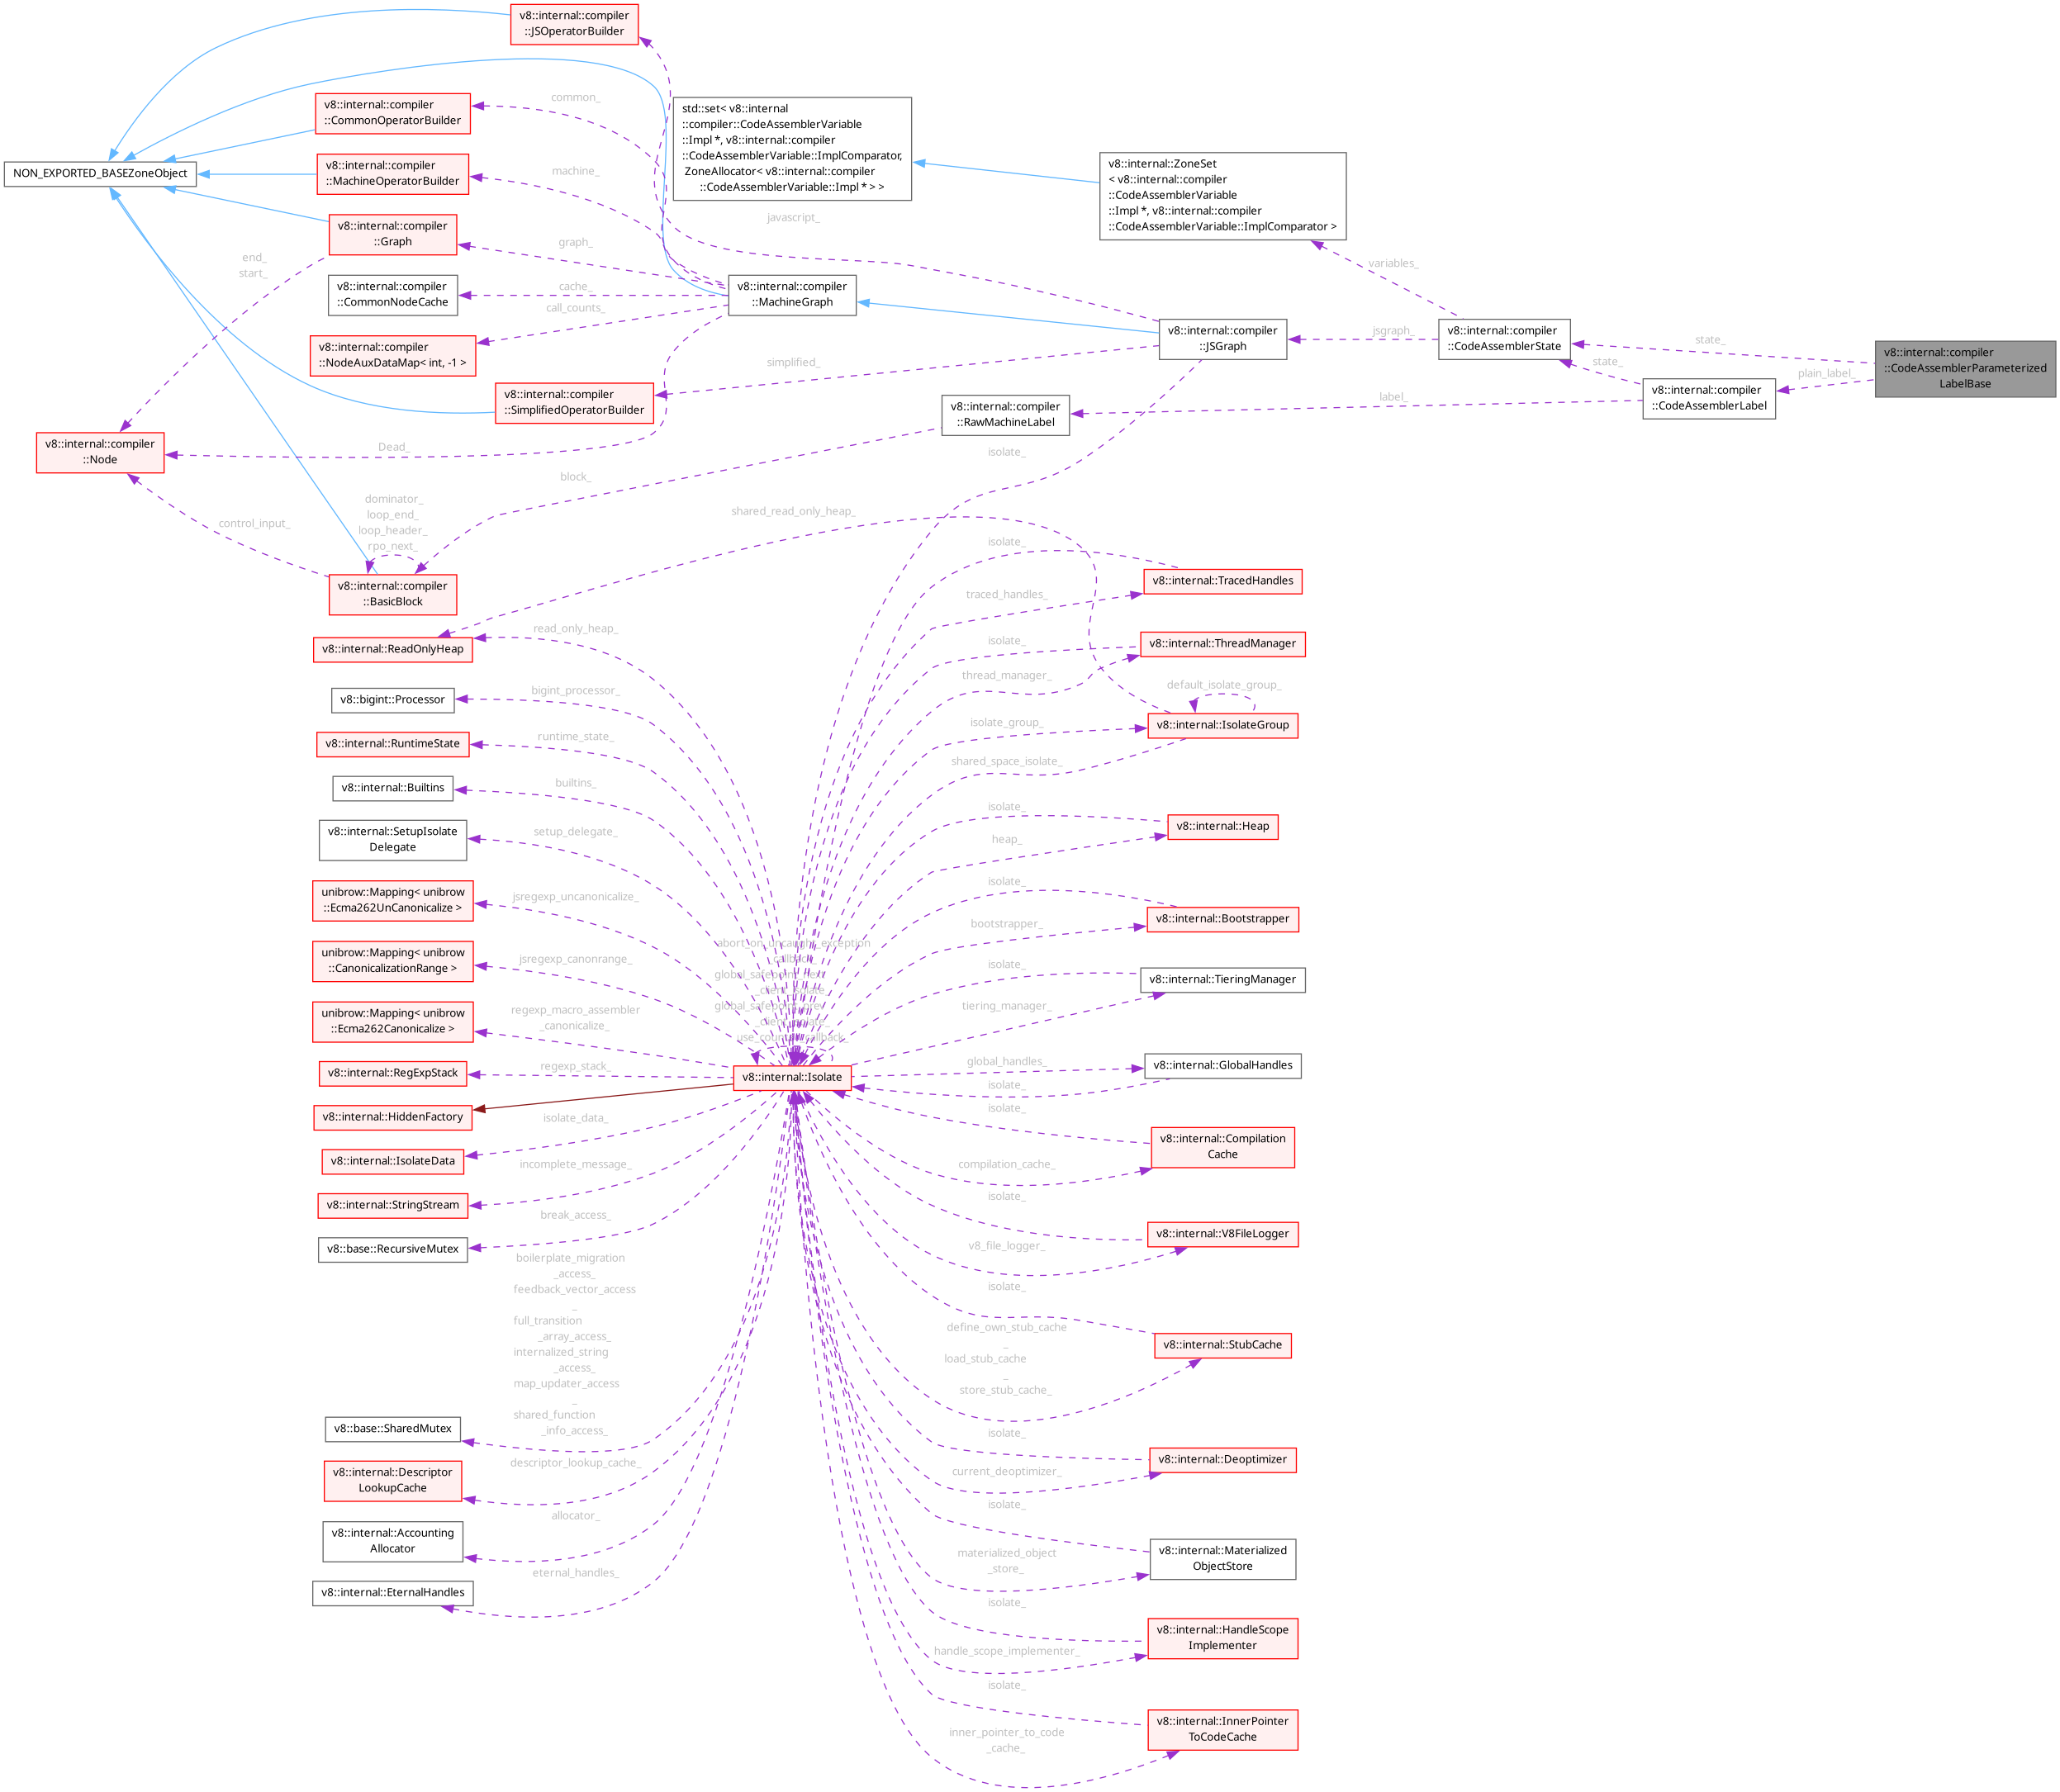 v8::internal::compiler
::JSOperatorBuilder
v8::internal::compiler
::CommonOperatorBuilder
common_
std::set< v8::internal
::compiler::CodeAssemblerVariable
::Impl *, v8::internal::compiler
::CodeAssemblerVariable::ImplComparator,
ZoneAllocator< v8::internal::compiler
::CodeAssemblerVariable::Impl * > >
NON_EXPORTED_BASEZoneObject
v8::internal::compiler
::MachineOperatorBuilder
machine_
v8::internal::ZoneSet
< v8::internal::compiler
::CodeAssemblerVariable
::Impl *, v8::internal::compiler
::CodeAssemblerVariable::ImplComparator >
javascript_
v8::internal::compiler
::Graph
graph_
end_
start_
variables_
v8::internal::compiler
::CommonNodeCache
cache_
v8::internal::compiler
::MachineGraph
call_counts_
v8::internal::compiler
::NodeAuxDataMap< int, -1 >
v8::internal::compiler
::JSGraph
jsgraph_
v8::internal::compiler
::CodeAssemblerState
state_
v8::internal::compiler
::CodeAssemblerParameterized
LabelBase
simplified_
state_
plain_label_
v8::internal::compiler
::SimplifiedOperatorBuilder
v8::internal::compiler
::RawMachineLabel
label_
v8::internal::compiler
::CodeAssemblerLabel
v8::internal::compiler
::Node
Dead_
isolate_
block_
dominator_
loop_end_
loop_header_
rpo_next_
control_input_
shared_read_only_heap_
v8::internal::compiler
::BasicBlock
isolate_
v8::internal::TracedHandles
traced_handles_
v8::internal::ReadOnlyHeap
read_only_heap_
isolate_
v8::internal::ThreadManager
thread_manager_
v8::bigint::Processor
bigint_processor_
default_isolate_group_
isolate_group_
v8::internal::IsolateGroup
v8::internal::RuntimeState
runtime_state_
shared_space_isolate_
v8::internal::Builtins
builtins_
isolate_
v8::internal::Heap
heap_
v8::internal::SetupIsolate
Delegate
setup_delegate_
unibrow::Mapping< unibrow
::Ecma262UnCanonicalize >
jsregexp_uncanonicalize_
isolate_
v8::internal::Bootstrapper
bootstrapper_
unibrow::Mapping< unibrow
::CanonicalizationRange >
jsregexp_canonrange_
abort_on_uncaught_exception
_callback_
global_safepoint_next
_client_isolate_
global_safepoint_prev
_client_isolate_
use_counter_callback_
isolate_
v8::internal::TieringManager
tiering_manager_
unibrow::Mapping< unibrow
::Ecma262Canonicalize >
regexp_macro_assembler
_canonicalize_
v8::internal::RegExpStack
regexp_stack_
v8::internal::Isolate
global_handles_
v8::internal::GlobalHandles
isolate_
v8::internal::HiddenFactory
isolate_
v8::internal::IsolateData
isolate_data_
v8::internal::Compilation
Cache
compilation_cache_
v8::internal::StringStream
incomplete_message_
isolate_
v8::base::RecursiveMutex
break_access_
v8::internal::V8FileLogger
v8_file_logger_
isolate_
boilerplate_migration
_access_
feedback_vector_access
_
full_transition
_array_access_
internalized_string
_access_
map_updater_access
_
shared_function
_info_access_
define_own_stub_cache
_
load_stub_cache
_
store_stub_cache_
v8::internal::StubCache
v8::base::SharedMutex
isolate_
v8::internal::Deoptimizer
current_deoptimizer_
v8::internal::Descriptor
LookupCache
descriptor_lookup_cache_
isolate_
v8::internal::Accounting
Allocator
allocator_
materialized_object
_store_
v8::internal::Materialized
ObjectStore
v8::internal::EternalHandles
eternal_handles_
isolate_
v8::internal::HandleScope
Implementer
handle_scope_implementer_
isolate_
v8::internal::InnerPointer
ToCodeCache
inner_pointer_to_code
_cache_